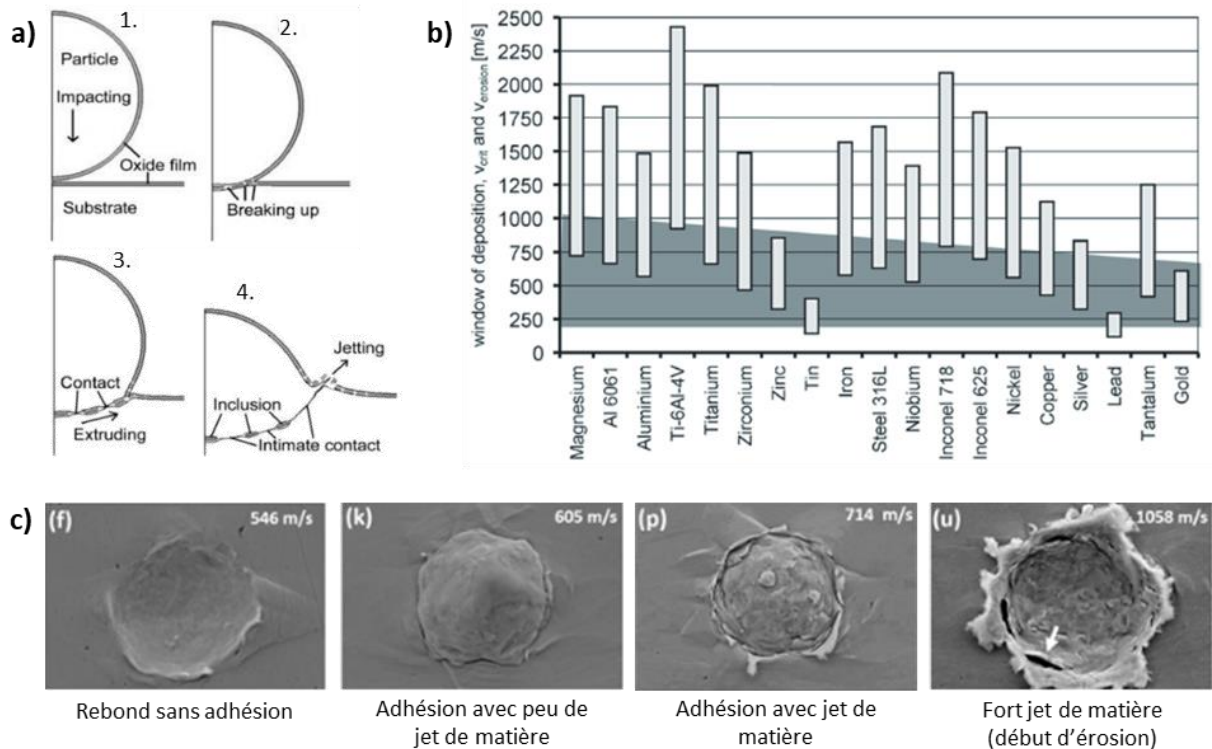 a)
1.
Particle
Impacting
Oxide film
Substrate
2.
Breaking up
3.
Contact
Extruding
4.
Jetting
Inclusion
Intimate contact
b)
window of deposition, v_crit and v_erosion [m/s]
2500
2250
2000
1750
1500
1250
1000
750
500
250
0
Magnesium
Al 6061
Aluminium
Ti-6Al-4V
Titanium
Zirconium
Zinc
Tin
Iron
Steel 316L
Niobium
Inconel 718
Inconel 625
Nickel
Copper
Silver
Lead
Tantalum
Gold
c)
(f) 546 m/s
(k) 605 m/s
(p) 714 m/s
(u) 1058 m/s
Rebond sans adhésion
Adhésion avec peu de
jet de matière
Adhésion avec jet de
matière
Fort jet de matière
(début d'érosion)